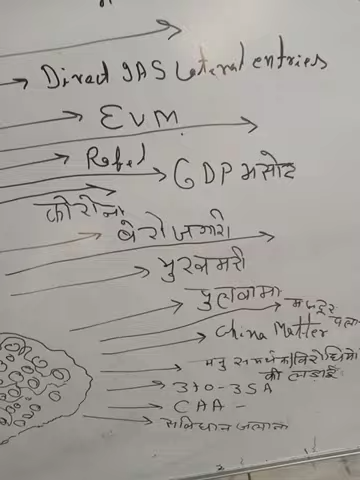 Direct IAS Lateral entries
EVM
Rafel
GDP
कोरोना
बेरोजगारी
भुखमरी
पुलवामा
मजदूर
China Matter
मनु समर्थक/विरोधियों
की लड़ाई
370-35A
CAA -
संविधान जलाना